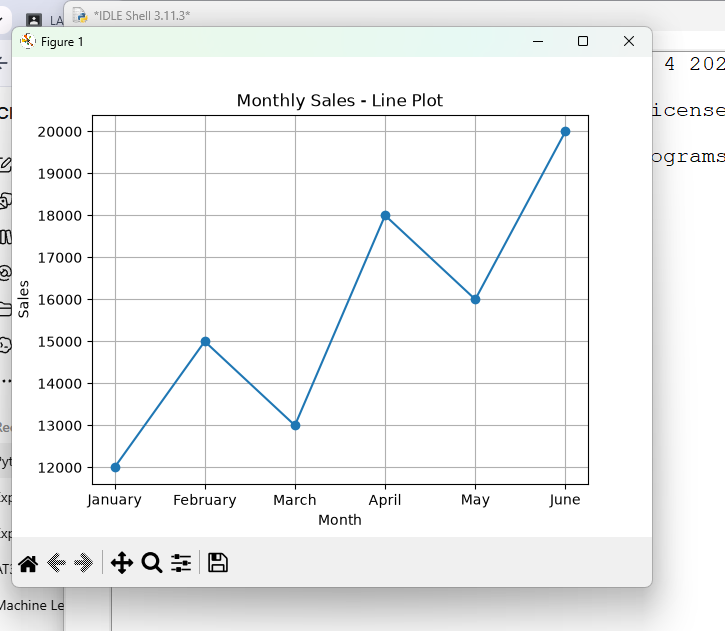 LA
*IDLE Shell 3.11.3*
Figure 1
4 202
icense
ograms
Monthly Sales - Line Plot
20000
19000
18000
17000
16000
15000
14000
13000
12000
Sales
January February March April May June
Month
Machine Le